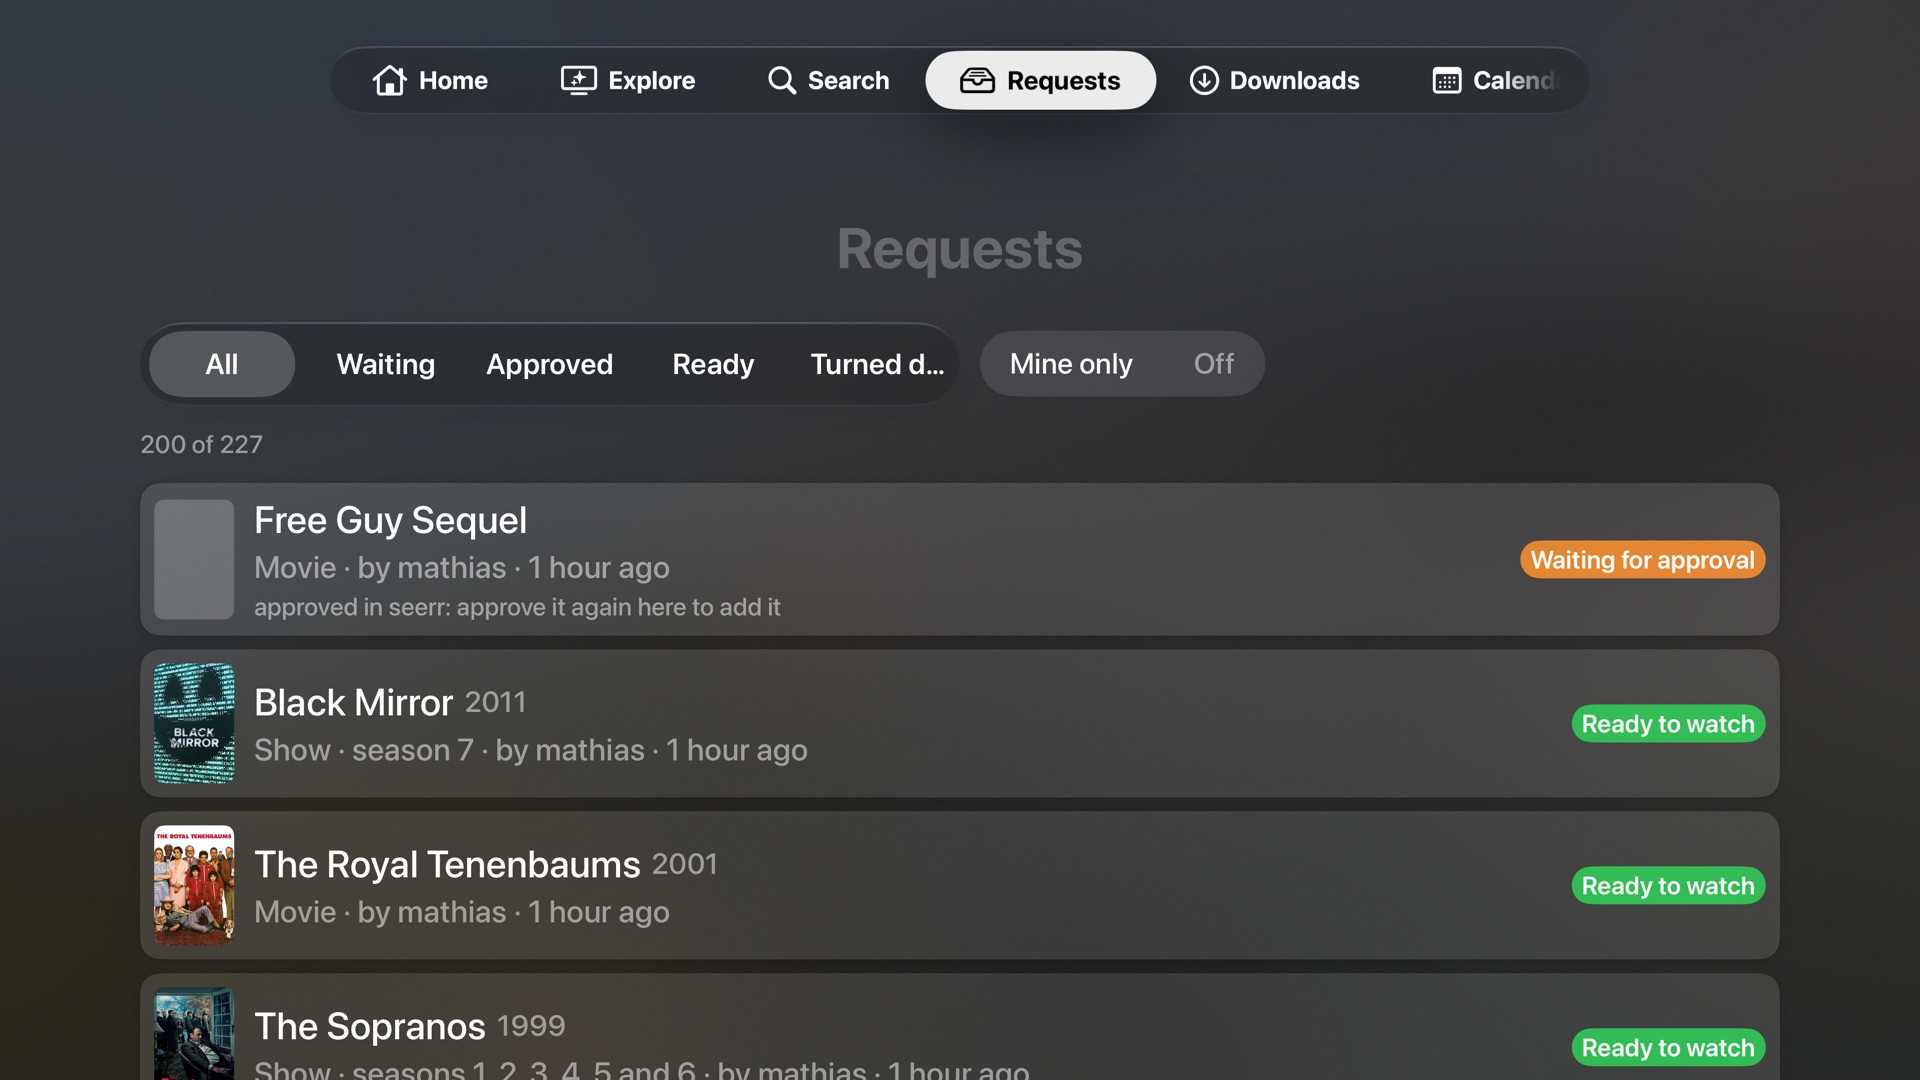 Home Explore Search Requests Downloads Calend
Requests
All Waiting Approved Ready Turned d... Mine only Off
200 of 227
Free Guy Sequel
Movie · by mathias · 1 hour ago
approved in seerr: approve it again here to add it
Waiting for approval
BLACK
MIRROR
Black Mirror 2011
Show · season 7 · by mathias · 1 hour ago
Ready to watch
THE ROYAL TENENBAUMS
The Royal Tenenbaums 2001
Movie · by mathias · 1 hour ago
Ready to watch
The Sopranos 1999
Show · seasons 1, 2, 3, 4, 5 and 6 · by mathias · 1 hour ago
Ready to watch